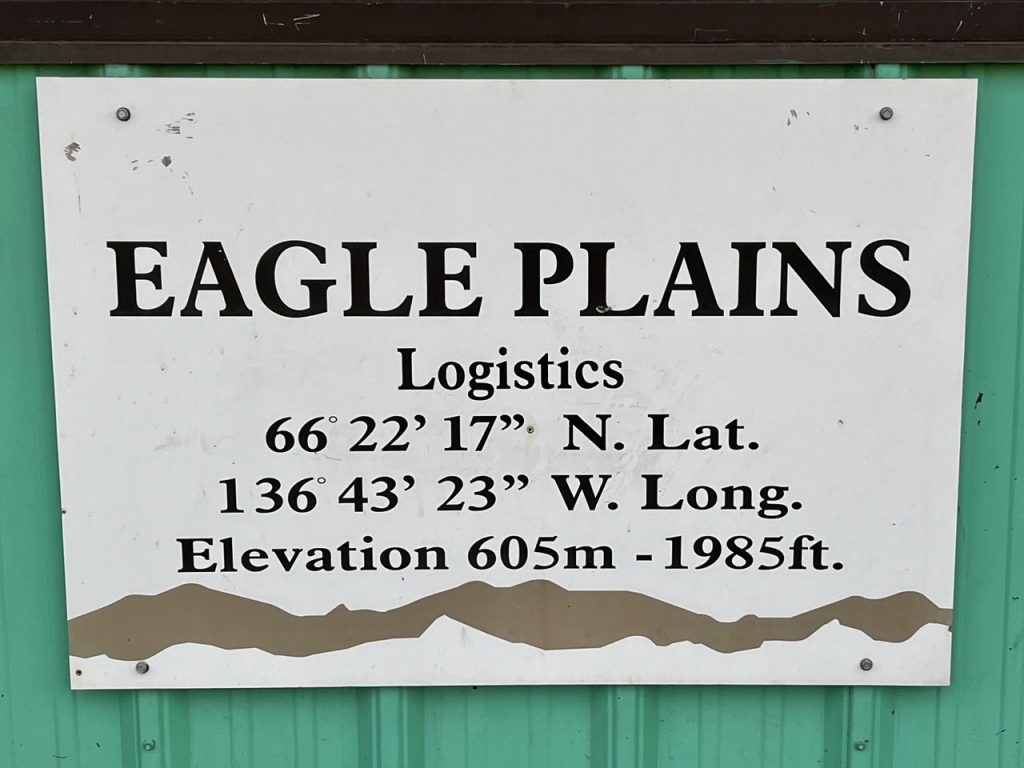 EAGLE PLAINS
Logistics
66° 22’ 17” N. Lat.
136° 43’ 23” W. Long.
Elevation 605m - 1985ft.